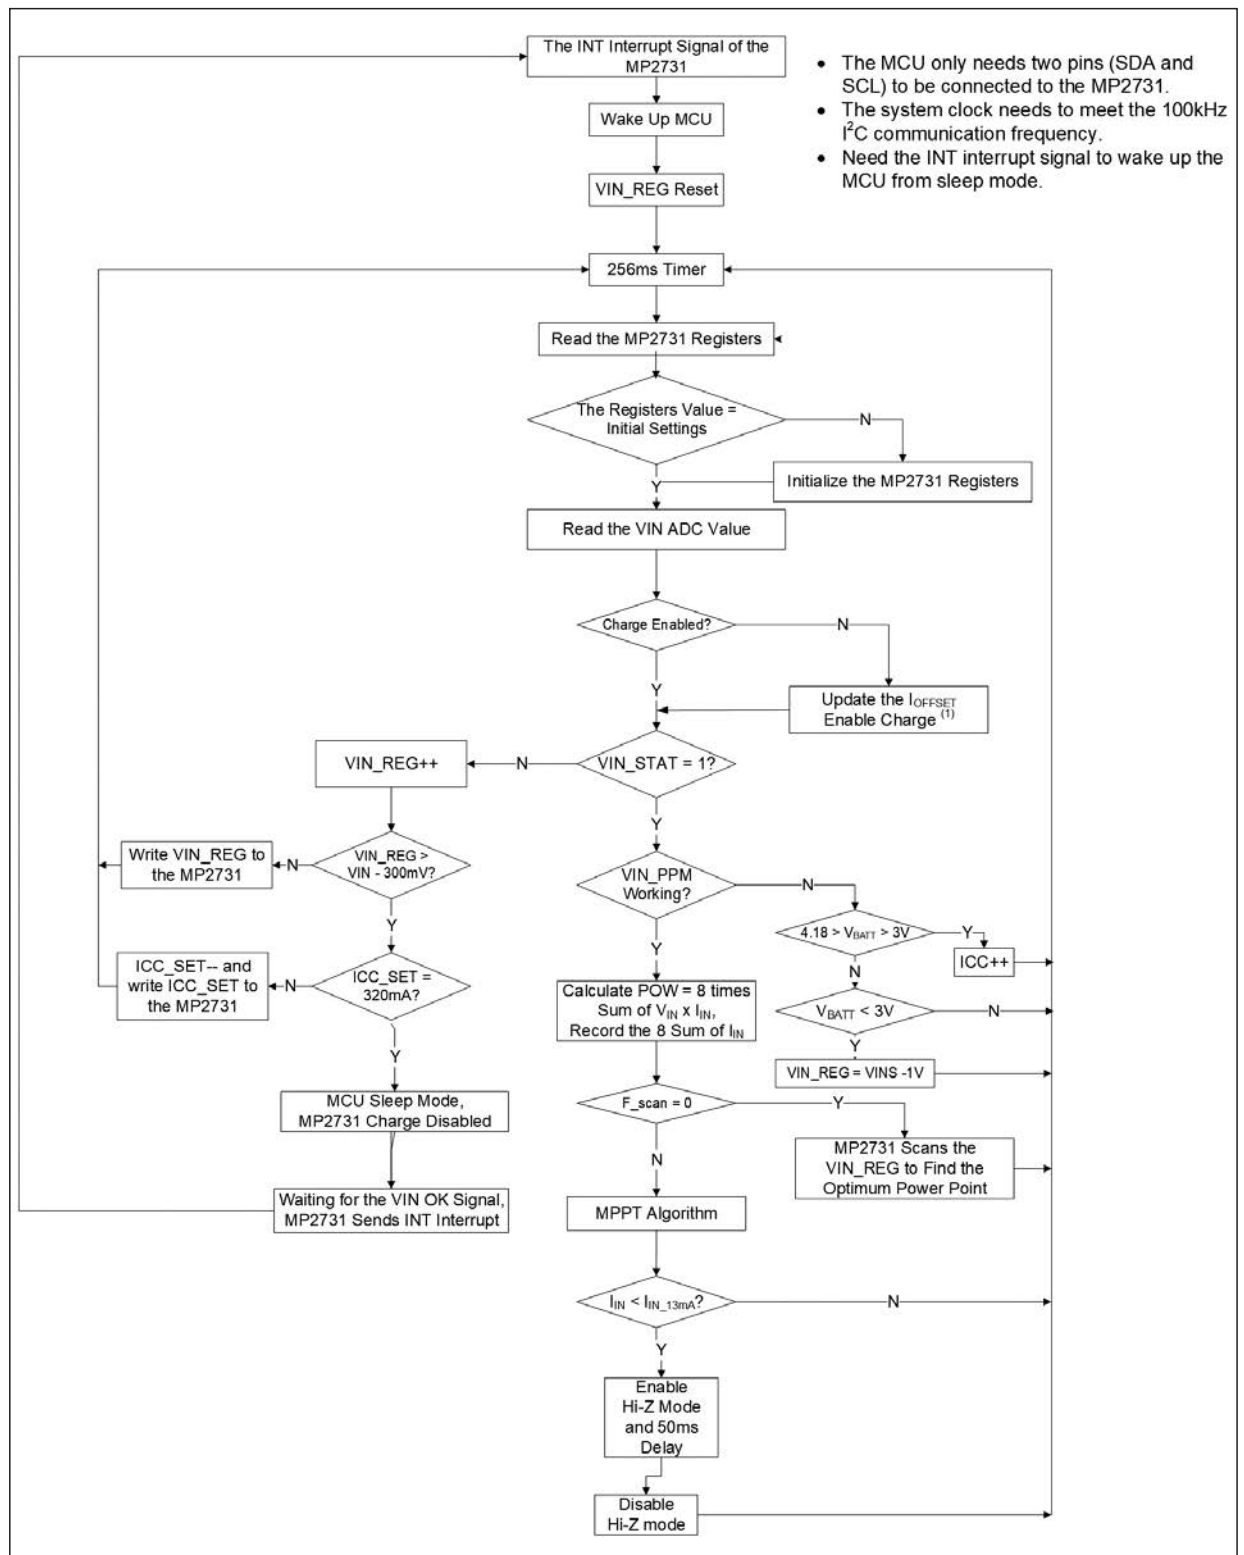 The INT Interrupt Signal of the
MP2731
• The MCU only needs two pins (SDA and
SCL) to be connected to the MP2731.
• The system clock needs to meet the 100kHz
I²C communication frequency.
• Need the INT interrupt signal to wake up the
MCU from sleep mode.
Wake Up MCU
VIN_REG Reset
256ms Timer
Read the MP2731 Registers
The Registers Value =
Initial Settings
N
Initialize the MP2731 Registers
Y
Read the VIN ADC Value
Charge Enabled?
N
Y
Update the IOFFSET
Enable Charge (1)
VIN_REG++
N
VIN_STAT = 1?
Y
Write VIN_REG to
the MP2731
N
VIN_REG >
VIN - 300mV?
VIN_PPM
Working?
N
Y
4.18 > VBATT > 3V
Y
ICC++
Y
N
ICC_SET-- and
write ICC_SET to
the MP2731
N
ICC_SET =
320mA?
Calculate POW = 8 times
Sum of VIN x IIN,
Record the 8 Sum of IIN
VBATT < 3V
N
Y
VIN_REG = VINS -1V
Y
MCU Sleep Mode,
MP2731 Charge Disabled
F_scan = 0
Y
MP2731 Scans the
VIN_REG to Find the
Optimum Power Point
N
Waiting for the VIN OK Signal,
MP2731 Sends INT Interrupt
MPPT Algorithm
IIN < IIN_13mA?
N
Y
Enable
Hi-Z Mode
and 50ms
Delay
Disable
Hi-Z mode